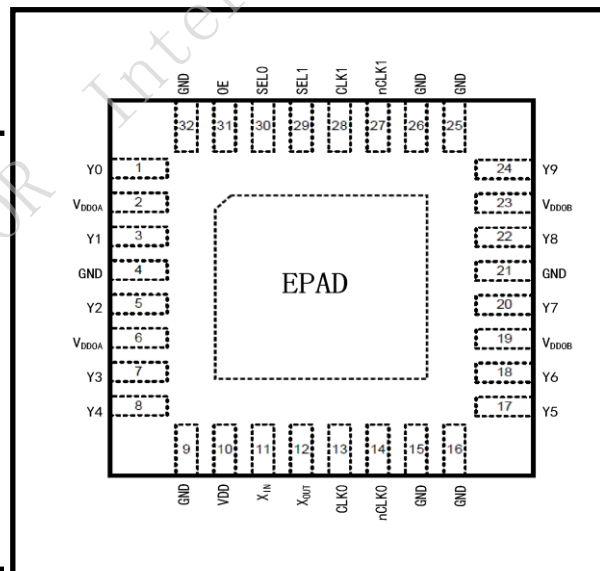 GND OE SEL0 SEL1 CLK1 nCLK1 GND GND
32 31 30 29 28 27 26 25
Y0 1 24 Y9
VDDOA 2 23 VDDOB
Y1 3 22 Y8
GND 4 21 GND
EPAD
Y2 5 20 Y7
VDDOA 6 19 VDDOB
Y3 7 18 Y6
Y4 8 17 Y5
9 10 11 12 13 14 15 16
GND VDD XIN XOUT CLK0 nCLK0 GND GND